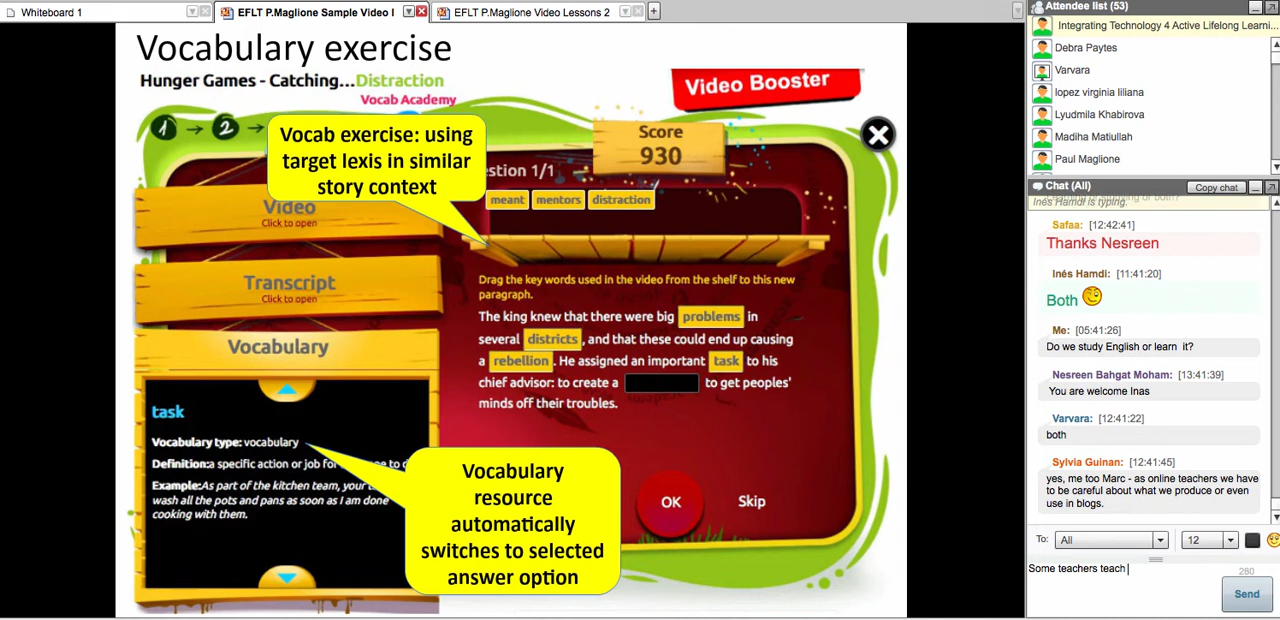 Whiteboard 1
EFLT P.Maglione Sample Video I
EFLT P.Maglione Video Lessons 2
Vocabulary exercise
Hunger Games - Catching...Distraction
Vocab Academy
Video Booster
1 → 2 →
Vocab exercise: using
target lexis in similar
story context
Score
930
estion 1/1
meant mentors distraction
Video
Click to open
Transcript
Click to open
Vocabulary
Drag the key words used in the video from the shelf to this new
paragraph.
The king knew that there were big problems in
several districts, and that these could end up causing
a rebellion. He assigned an important task to his
chief advisor: to create a to get peoples'
minds off their troubles.
task
Vocabulary type: vocabulary
Definition:a specific action or job for
Example:As part of the kitchen team, your
wash all the pots and pans as soon as I am done
cooking with them.
Vocabulary
resource
automatically
switches to selected
answer option
OK
Skip
Attendee list (53)
Integrating Technology 4 Active Lifelong Learni...
Debra Paytes
Varvara
lopez virginia liliana
Lyudmila Khabirova
Madiha Matiullah
Paul Maglione
Chat (All)
Copy chat
Inés Hamdi is typing.
Safaa: [12:42:41]
Thanks Nesreen
Inés Hamdi: [11:41:20]
Both
Me: [05:41:26]
Do we study English or learn it?
Nesreen Bahgat Moham: [13:41:39]
You are welcome Inas
Varvara: [12:41:22]
both
Sylvia Guinan: [12:41:45]
yes, me too Marc - as online teachers we have
to be careful about what we produce or even
use in blogs.
To: All 12
Some teachers teach
280
Send